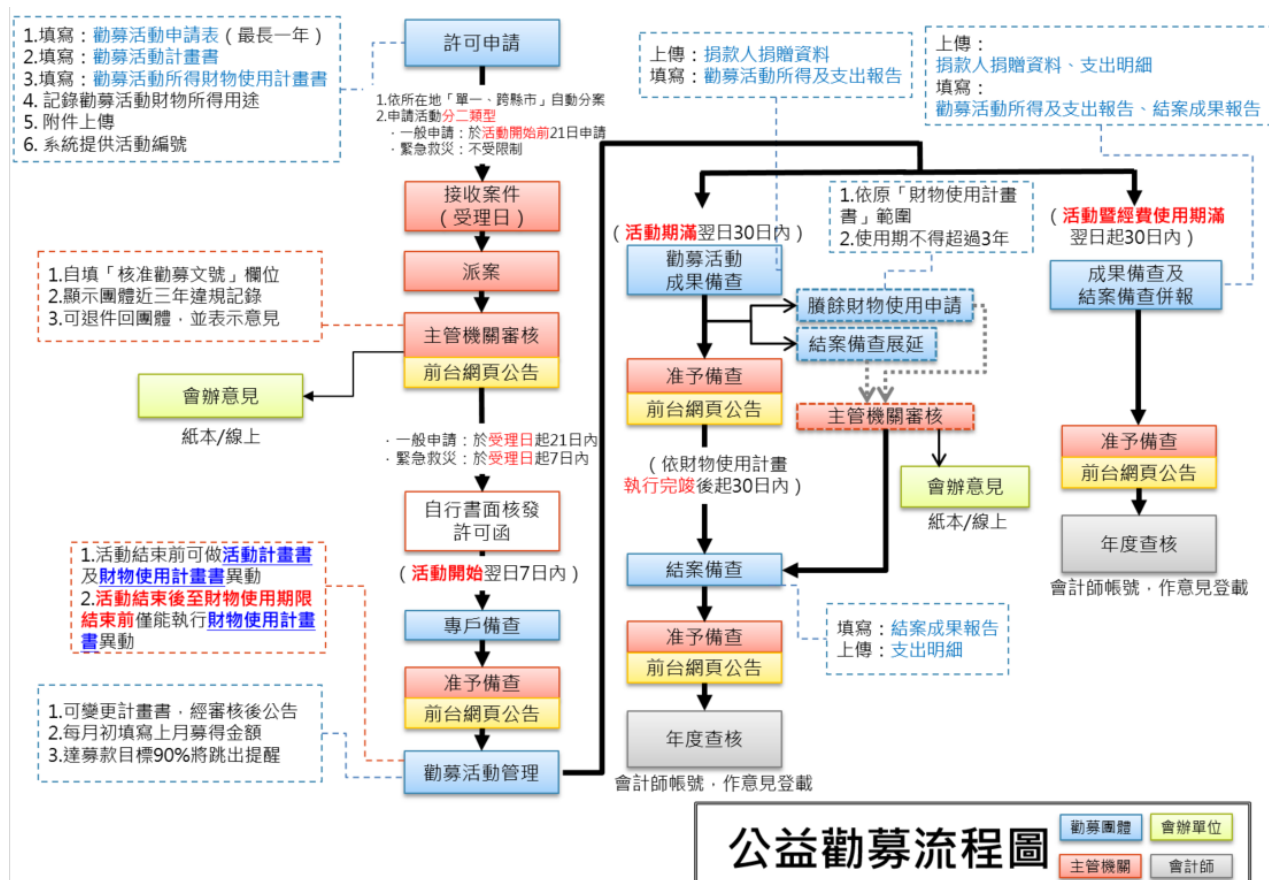 1.填寫：勸募活動申請表（最長一年）
2.填寫：勸募活動計畫書
3.填寫：勸募活動所得財物使用計畫書
4. 記錄勸募活動財物所得用途
5. 附件上傳
6. 系統提供活動編號
許可申請
1.依所在地「單一、跨縣市」自動分案
2.申請活動分二類型
．一般申請：於活動開始前21日申請
．緊急救災：不受限制
接收案件
（受理日）
派案
1.自填「核准勸募文號」欄位
2.顯示團體近三年違規記錄
3.可退件回團體，並表示意見
主管機關審核
前台網頁公告
會辦意見
紙本/線上
．一般申請：於受理日起21日內
．緊急救災：於受理日起7日內
自行書面核發
許可函
（活動開始翌日7日內）
1.活動結束前可做活動計畫書
及財物使用計畫書異動
2.活動結束後至財物使用期限
結束前僅能執行財物使用計畫
書異動
專戶備查
准予備查
前台網頁公告
1.可變更計畫書，經審核後公告
2.每月初填寫上月募得金額
3.達募款目標90%將跳出提醒
勸募活動管理
上傳：捐款人捐贈資料
填寫：勸募活動所得及支出報告
（活動期滿翌日30日內）
勸募活動
成果備查
1.依原「財物使用計畫
書」範圍
2.使用期不得超過3年
賸餘財物使用申請
結案備查展延
准予備查
前台網頁公告
主管機關審核
（依財物使用計畫
執行完竣後起30日內）
會辦意見
紙本/線上
結案備查
填寫：結案成果報告
上傳：支出明細
准予備查
前台網頁公告
年度查核
會計師帳號，作意見登載
上傳：
捐款人捐贈資料、支出明細
填寫：
勸募活動所得及支出報告、結案成果報告
（活動暨經費使用期滿
翌日起30日內）
成果備查及
結案備查併報
准予備查
前台網頁公告
年度查核
會計師帳號，作意見登載
公益勸募流程圖
勸募團體
會辦單位
主管機關
會計師